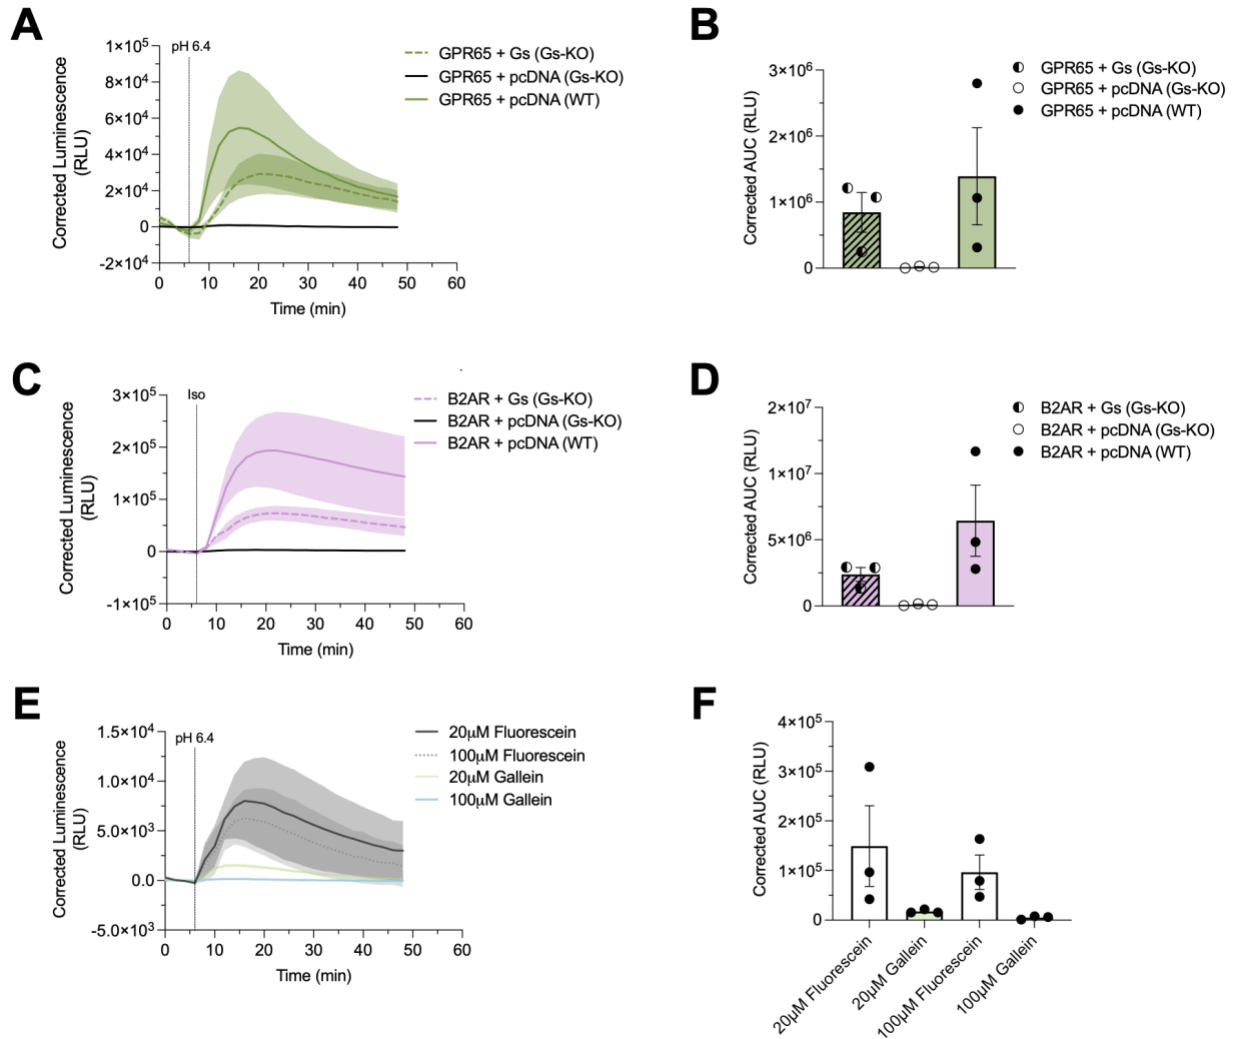 A
1×10⁵
8×10⁴
6×10⁴
4×10⁴
2×10⁴
0
-2×10⁴
Corrected Luminescence
(RLU)
pH 6.4
0 10 20 30 40 50 60
Time (min)
GPR65 + Gs (Gs-KO)
GPR65 + pcDNA (Gs-KO)
GPR65 + pcDNA (WT)
B
3×10⁶
2×10⁶
1×10⁶
0
Corrected AUC (RLU)
GPR65 + Gs (Gs-KO)
GPR65 + pcDNA (Gs-KO)
GPR65 + pcDNA (WT)
C
3×10⁵
2×10⁵
1×10⁵
0
-1×10⁵
Corrected Luminescence
(RLU)
Iso
0 10 20 30 40 50 60
Time (min)
B2AR + Gs (Gs-KO)
B2AR + pcDNA (Gs-KO)
B2AR + pcDNA (WT)
D
2×10⁷
1×10⁷
5×10⁶
0
Corrected AUC (RLU)
B2AR + Gs (Gs-KO)
B2AR + pcDNA (Gs-KO)
B2AR + pcDNA (WT)
E
1.5×10⁴
1.0×10⁴
5.0×10³
0.0
-5.0×10³
Corrected Luminescence
(RLU)
pH 6.4
0 10 20 30 40 50 60
Time (min)
20μM Fluorescein
100μM Fluorescein
20μM Gallein
100μM Gallein
F
4×10⁵
3×10⁵
2×10⁵
1×10⁵
0
Corrected AUC (RLU)
20μM Fluorescein
20μM Gallein
100μM Fluorescein
100μM Gallein